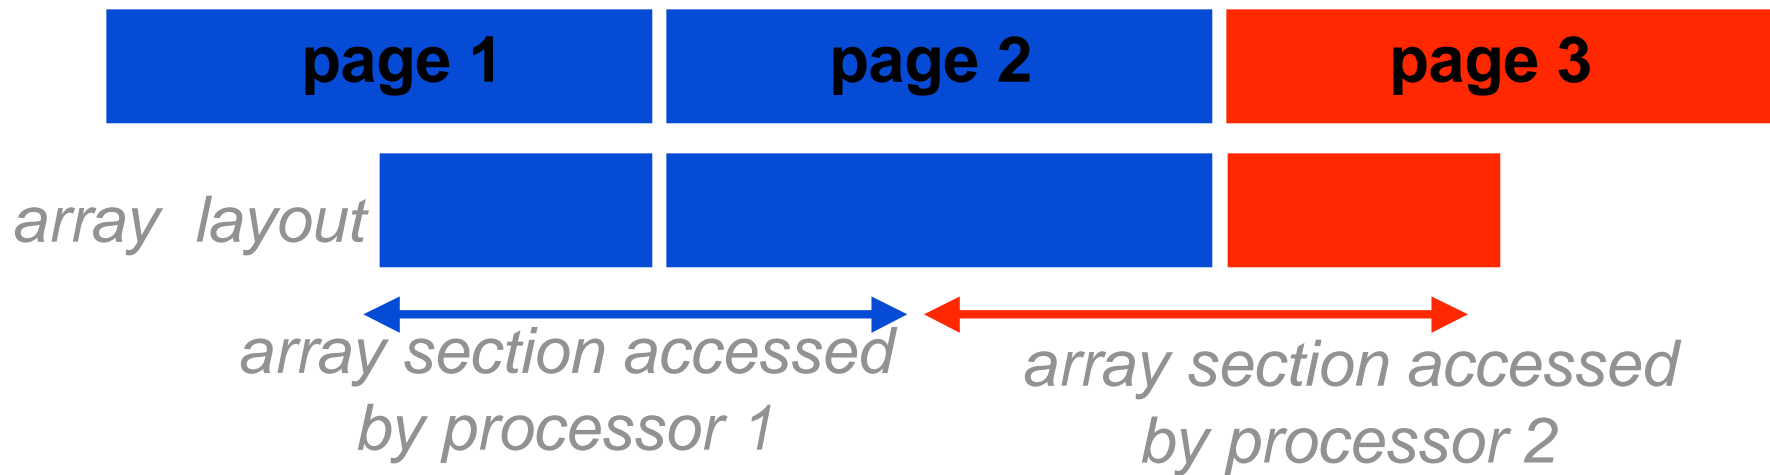 page 1 page 2 page 3
array layout
array section accessed
by processor 1
array section accessed
by processor 2